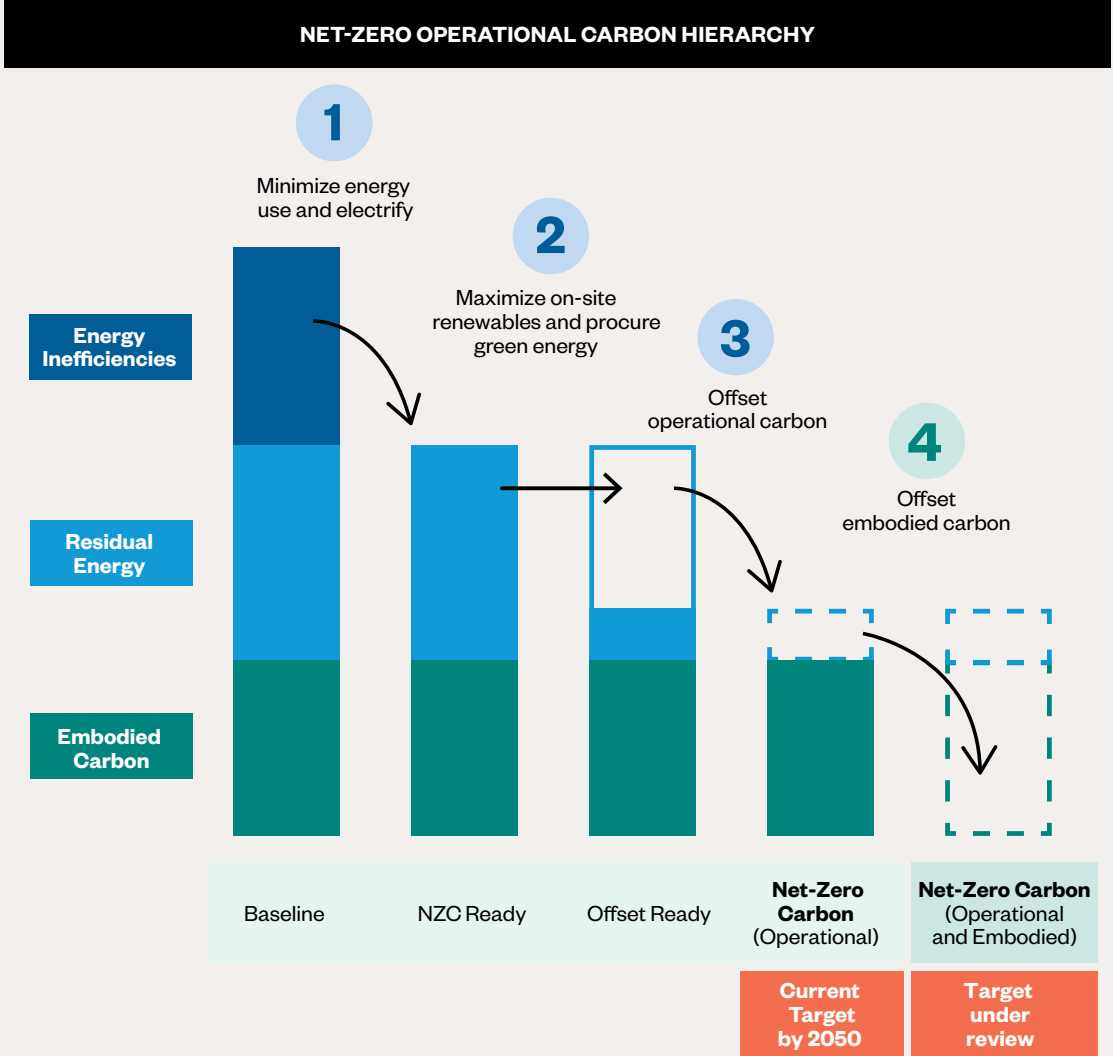 NET-ZERO OPERATIONAL CARBON HIERARCHY
1
Minimize energy
use and electrify
2
Maximize on-site
renewables and procure
green energy
3
Offset
operational carbon
4
Offset
embodied carbon
Energy
Inefficiencies
Residual
Energy
Embodied
Carbon
Baseline
NZC Ready
Offset Ready
Net-Zero
Carbon
(Operational)
Net-Zero Carbon
(Operational
and Embodied)
Current
Target
by 2050
Target
under
review